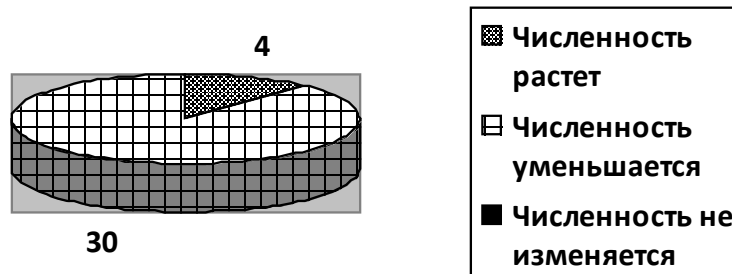 4
30
Численность
растет
Численность
уменьшается
Численность не
изменяется